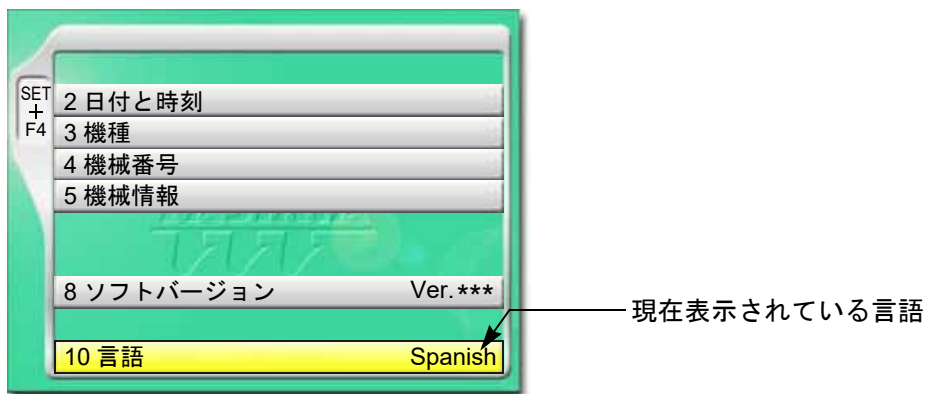 SET
+
F4
2 日付と時刻
3 機種
4 機械番号
5 機械情報
8 ソフトバージョン Ver.***
現在表示されている言語
10 言語 Spanish